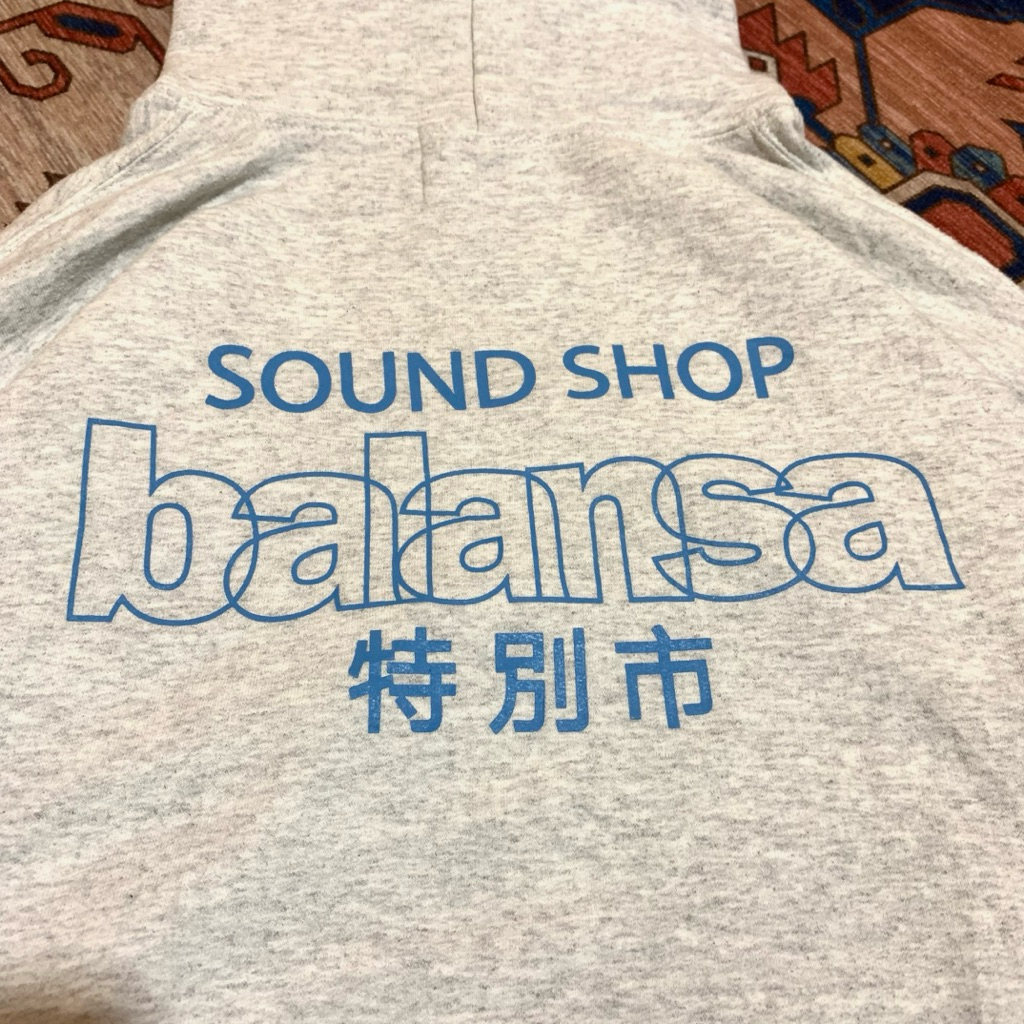 SOUND SHOP
balansa
特別市